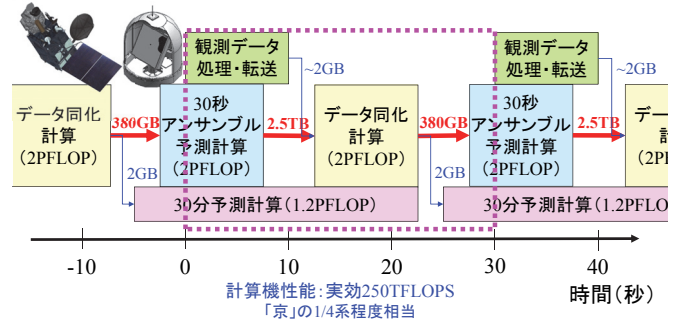 観測データ
処理・転送
~2GB
観測データ
処理・転送
~2GB
データ同化
計算
(2PFLOP)
380GB
30秒
アンサンブル
予測計算
(2PFLOP)
2.5TB
データ同化
計算
(2PFLOP)
380GB
30秒
アンサンブル
予測計算
(2PFLOP)
2.5TB
データ
計
(2PF
2GB
2GB
30分予測計算(1.2PFLOP)
30分予測計算(1.2PFLO
-10
0
10
20
30
40
時間(秒)
計算機性能:実効250TFLOPS
「京」の1/4系程度相当